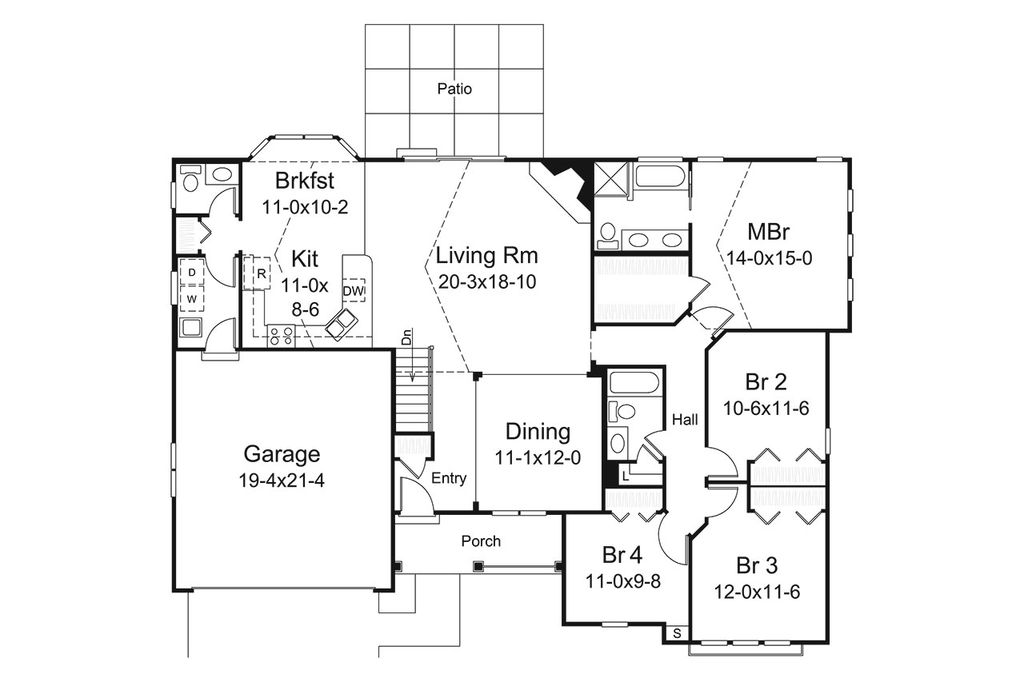 Patio
Brkfst
11-0x10-2
Kit
11-0x
8-6
R
DW
D
W
Living Rm
20-3x18-10
MBr
14-0x15-0
Dn
Br 2
10-6x11-6
Hall
Dining
11-1x12-0
Garage
19-4x21-4
Entry
L
Porch
Br 4
11-0x9-8
Br 3
12-0x11-6
S